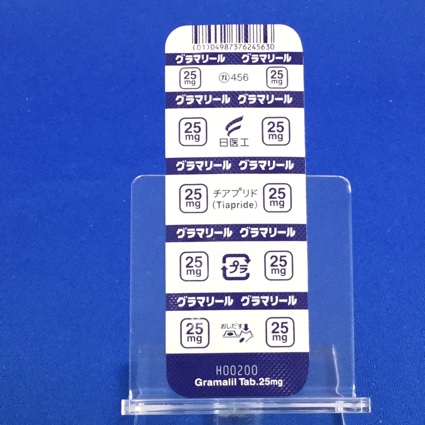 (01)04987376245630
グラマリール グラマリール
25 mg ⓝ456 25 mg
グラマリール グラマリール
25 mg 日医工 25 mg
グラマリール グラマリール
25 mg チアプリド (Tiapride) 25 mg
グラマリール グラマリール
25 mg プラ 25 mg
グラマリール グラマリール
25 mg おしだす 25 mg
H00200
Gramalil Tab.25mg